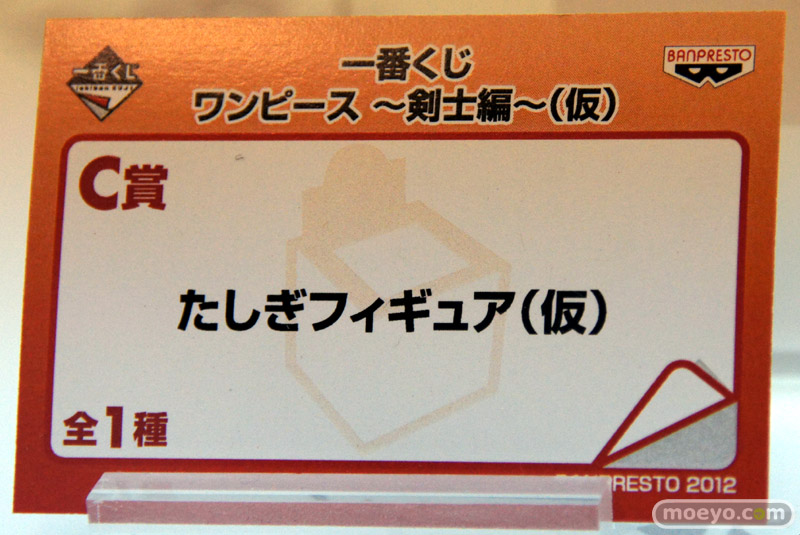 一番くじ
ICHIBAN KUJI
一番くじ
BANPRESTO
ワンピース ～剣士編～(仮)
C賞
たしぎフィギュア(仮)
全1種
BANPRESTO 2012
moeyo.com